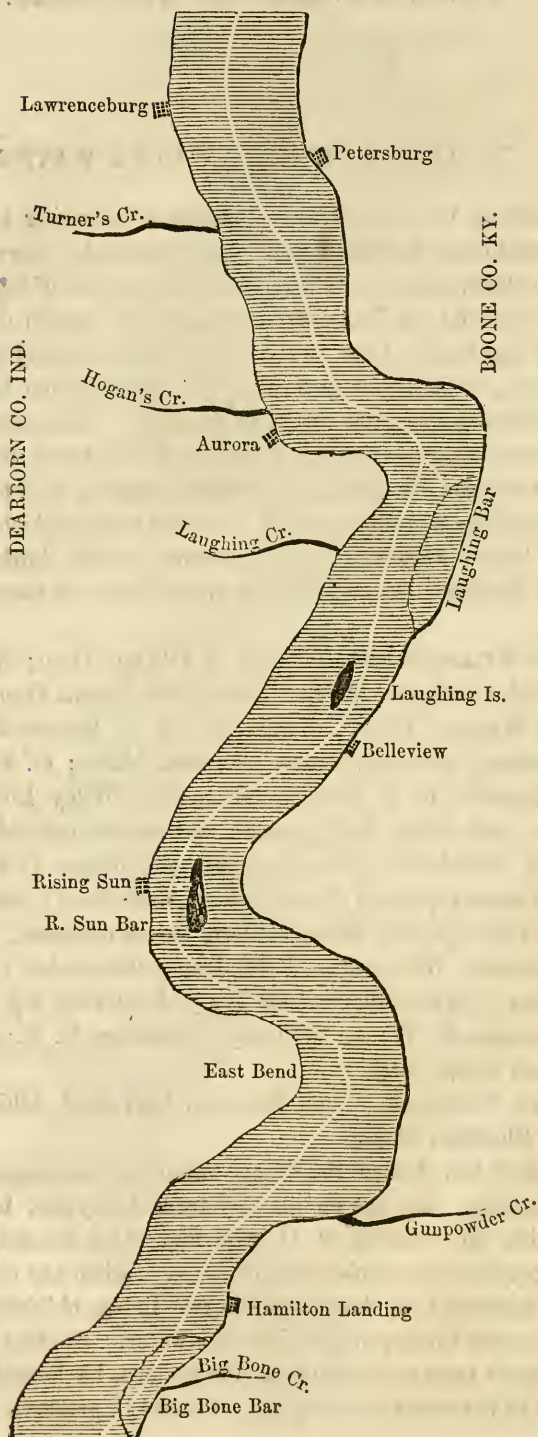 Lawrenceburg
Petersburg
Turner's Cr.
BOONE CO. KY.
DEARBORN CO. IND.
Hogan's Cr.
Aurora
Laughing Cr.
Laughing Bar
Laughing Is.
Belleview
Rising Sun
R. Sun Bar
East Bend
Gunpowder Cr.
Hamilton Landing
Big Bone Cr.
Big Bone Bar